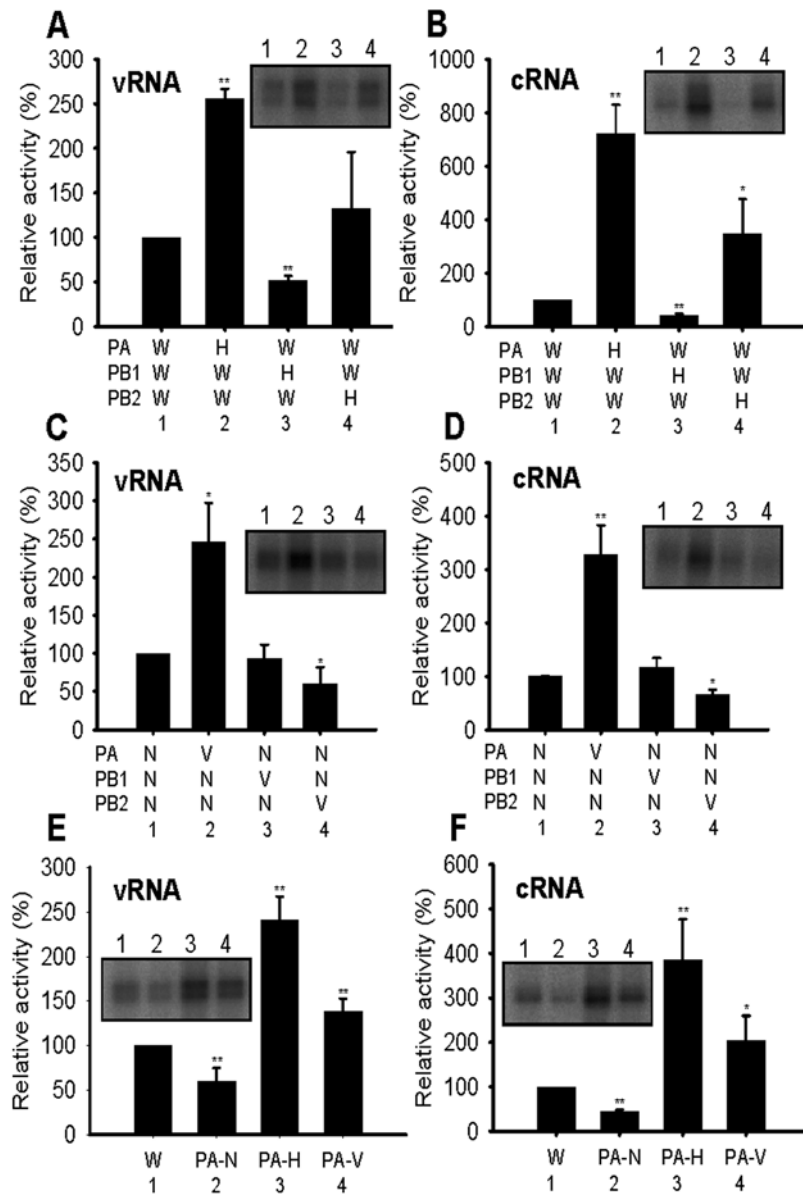 A
vRNA
Relative activity (%)
300
250
200
150
100
50
0
**
**
1 2 3 4
PA W H W W
PB1 W W H W
PB2 W W W H
1 2 3 4
B
cRNA
Relative activity (%)
1000
800
600
400
200
0
**
**
*
1 2 3 4
PA W H W W
PB1 W W H W
PB2 W W W H
1 2 3 4
C
vRNA
Relative activity (%)
350
300
250
200
150
100
50
0
*
*
1 2 3 4
PA N V N N
PB1 N N V N
PB2 N N N V
1 2 3 4
D
cRNA
Relative activity (%)
500
400
300
200
100
0
**
*
1 2 3 4
PA N V N N
PB1 N N V N
PB2 N N N V
1 2 3 4
E
vRNA
Relative activity (%)
300
250
200
150
100
50
0
**
**
**
1 2 3 4
W PA-N PA-H PA-V
1 2 3 4
F
cRNA
Relative activity (%)
600
500
400
300
200
100
0
**
**
*
1 2 3 4
W PA-N PA-H PA-V
1 2 3 4